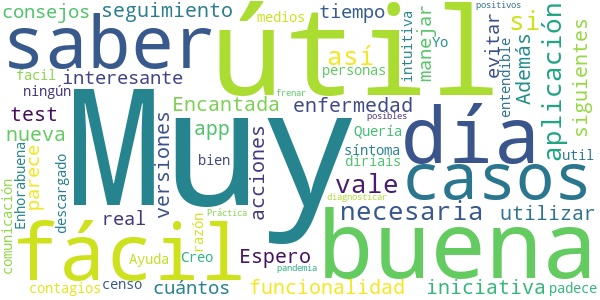 consejos
seguimiento
medios
tiempo
positivos
Yo
si
saber
útil
así
intuitiva
manejar
evitar
entendible
Además
aplicación
siguientes
facil
interesante
personas
ningún
Encantada
frenar
enfermedad
test
nueva
app
versiones
acciones
Muy
Quería
posibles
síntoma
diriais
día
util
parece
descargado
bien
vale
casos
comunicación
Enhorabuena
real
razón
Práctica
diagnosticar
necesaria
utilizar
fácil
Ayuda
Creo
Espero
pandemia
buena
contagios
censo
cuántos
funcionalidad
iniciativa
padece